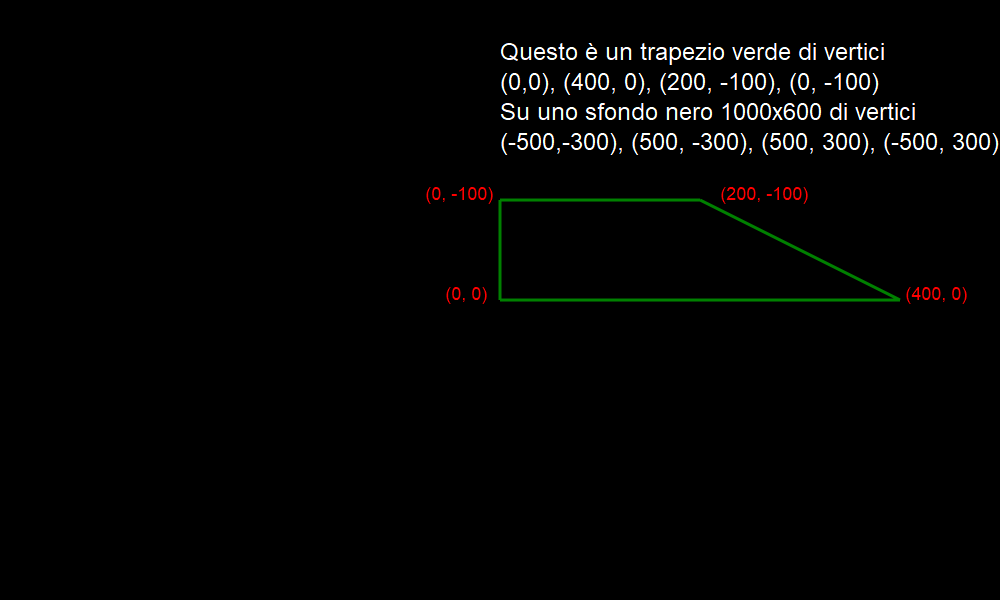 Questo è un trapezio verde di vertici
(0,0), (400, 0), (200, -100), (0, -100)
Su uno sfondo nero 1000x600 di vertici
(-500,-300), (500, -300), (500, 300), (-500, 300)
(0, -100)
(200, -100)
(0, 0)
(400, 0)